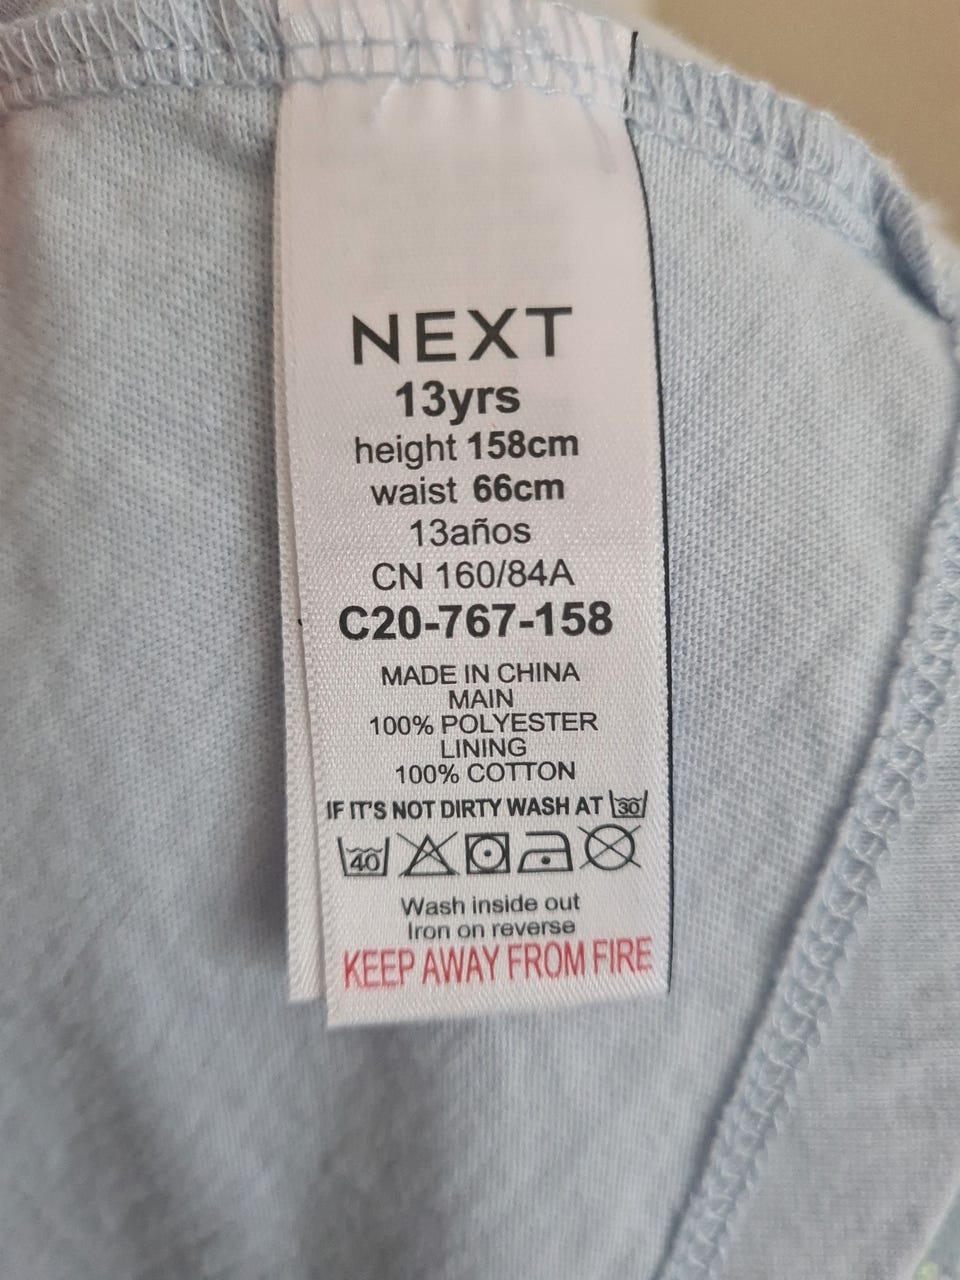 NEXT
13yrs
height 158cm
waist 66cm
13años
CN 160/84A
C20-767-158
MADE IN CHINA
MAIN
100% POLYESTER
LINING
100% COTTON
IF IT'S NOT DIRTY WASH AT 30
40
Wash inside out
Iron on reverse
KEEP AWAY FROM FIRE